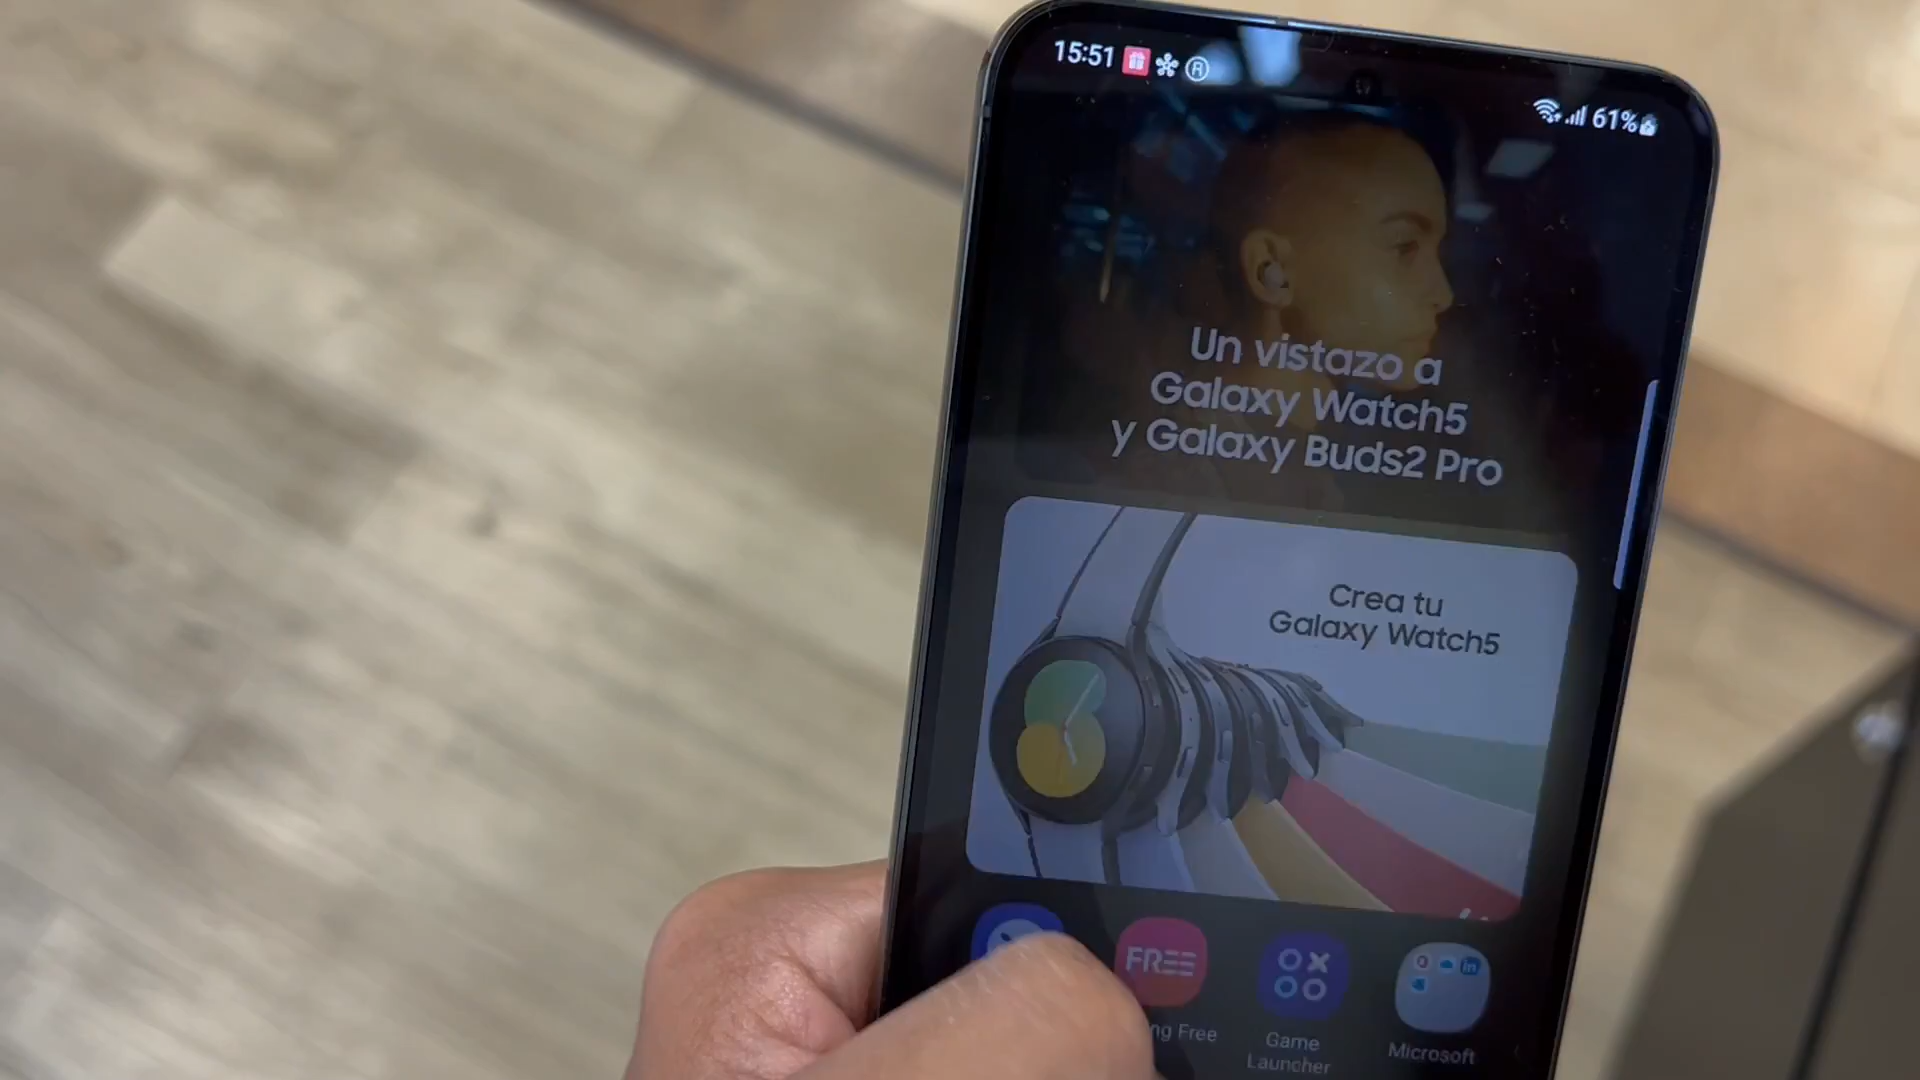 15:51
61%
Un vistazo a
Galaxy Watch5
y Galaxy Buds2 Pro
Crea tu
Galaxy Watch5
FREE
in
Free
Game
Launcher
Microsoft